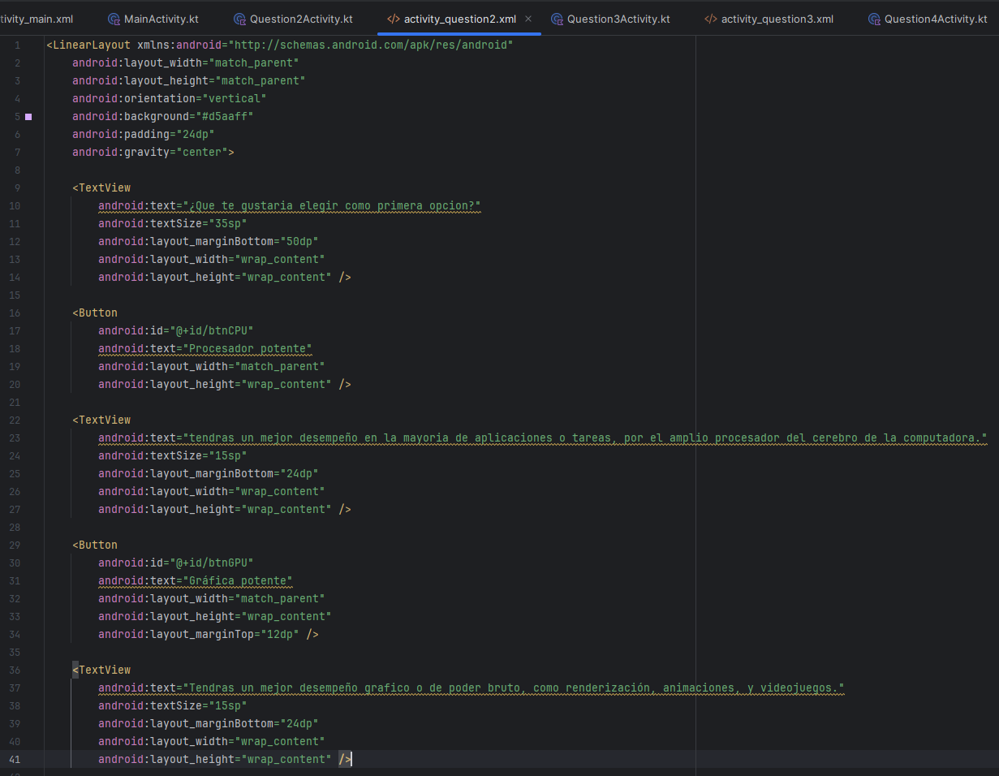 tivity_main.xml MainActivity.kt Question2Activity.kt </> activity_question2.xml × Question3Activity.kt </> activity_question3.xml Question4Activity.kt
1 <LinearLayout xmlns:android="http://schemas.android.com/apk/res/android"
2 android:layout_width="match_parent"
3 android:layout_height="match_parent"
4 android:orientation="vertical"
5 android:background="#d5aaff"
6 android:padding="24dp"
7 android:gravity="center">
8
9 <TextView
10 android:text="¿Que te gustaria elegir como primera opcion?"
11 android:textSize="35sp"
12 android:layout_marginBottom="50dp"
13 android:layout_width="wrap_content"
14 android:layout_height="wrap_content" />
15
16 <Button
17 android:id="@+id/btnCPU"
18 android:text="Procesador potente"
19 android:layout_width="match_parent"
20 android:layout_height="wrap_content" />
21
22 <TextView
23 android:text="tendras un mejor desempeño en la mayoria de aplicaciones o tareas, por el amplio procesador del cerebro de la computadora."
24 android:textSize="15sp"
25 android:layout_marginBottom="24dp"
26 android:layout_width="wrap_content"
27 android:layout_height="wrap_content" />
28
29 <Button
30 android:id="@+id/btnGPU"
31 android:text="Gráfica potente"
32 android:layout_width="match_parent"
33 android:layout_height="wrap_content"
34 android:layout_marginTop="12dp" />
35
36 <TextView
37 android:text="Tendras un mejor desempeño grafico o de poder bruto, como renderización, animaciones, y videojuegos."
38 android:textSize="15sp"
39 android:layout_marginBottom="24dp"
40 android:layout_width="wrap_content"
41 android:layout_height="wrap_content" />